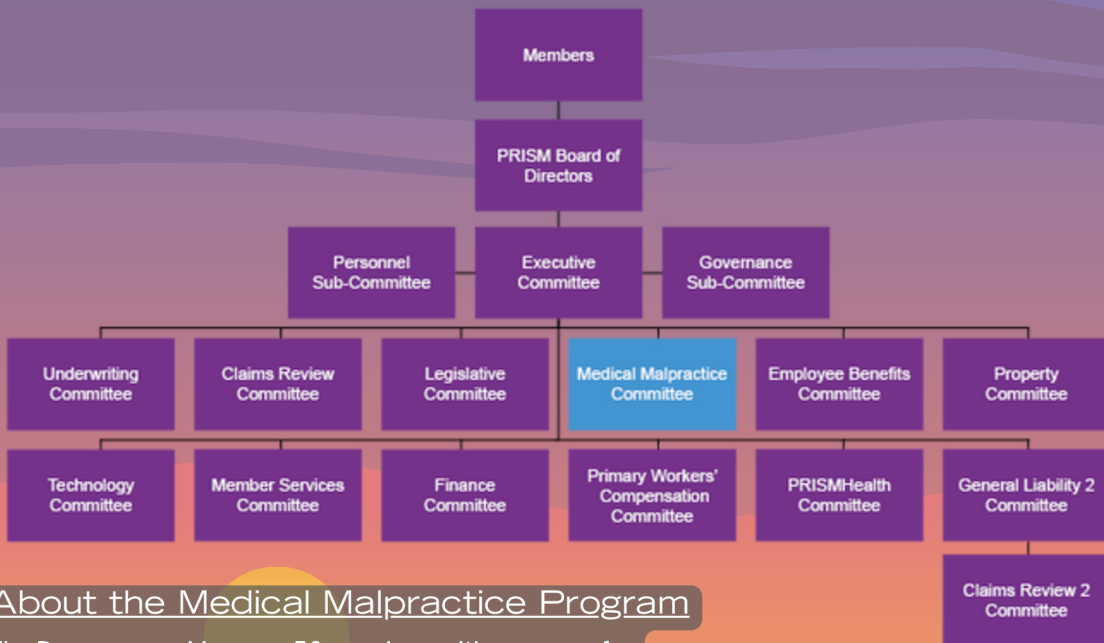 Members
PRISM Board of
Directors
Personnel
Sub-Committee
Executive
Committee
Governance
Sub-Committee
Underwriting
Committee
Claims Review
Committee
Legislative
Committee
Medical Malpractice
Committee
Employee Benefits
Committee
Property
Committee
Technology
Committee
Member Services
Committee
Finance
Committee
Primary Workers'
Compensation
Committee
PRISMHealth
Committee
General Liability 2
Committee
Claims Review 2
Committee
About the Medical Malpractice Program